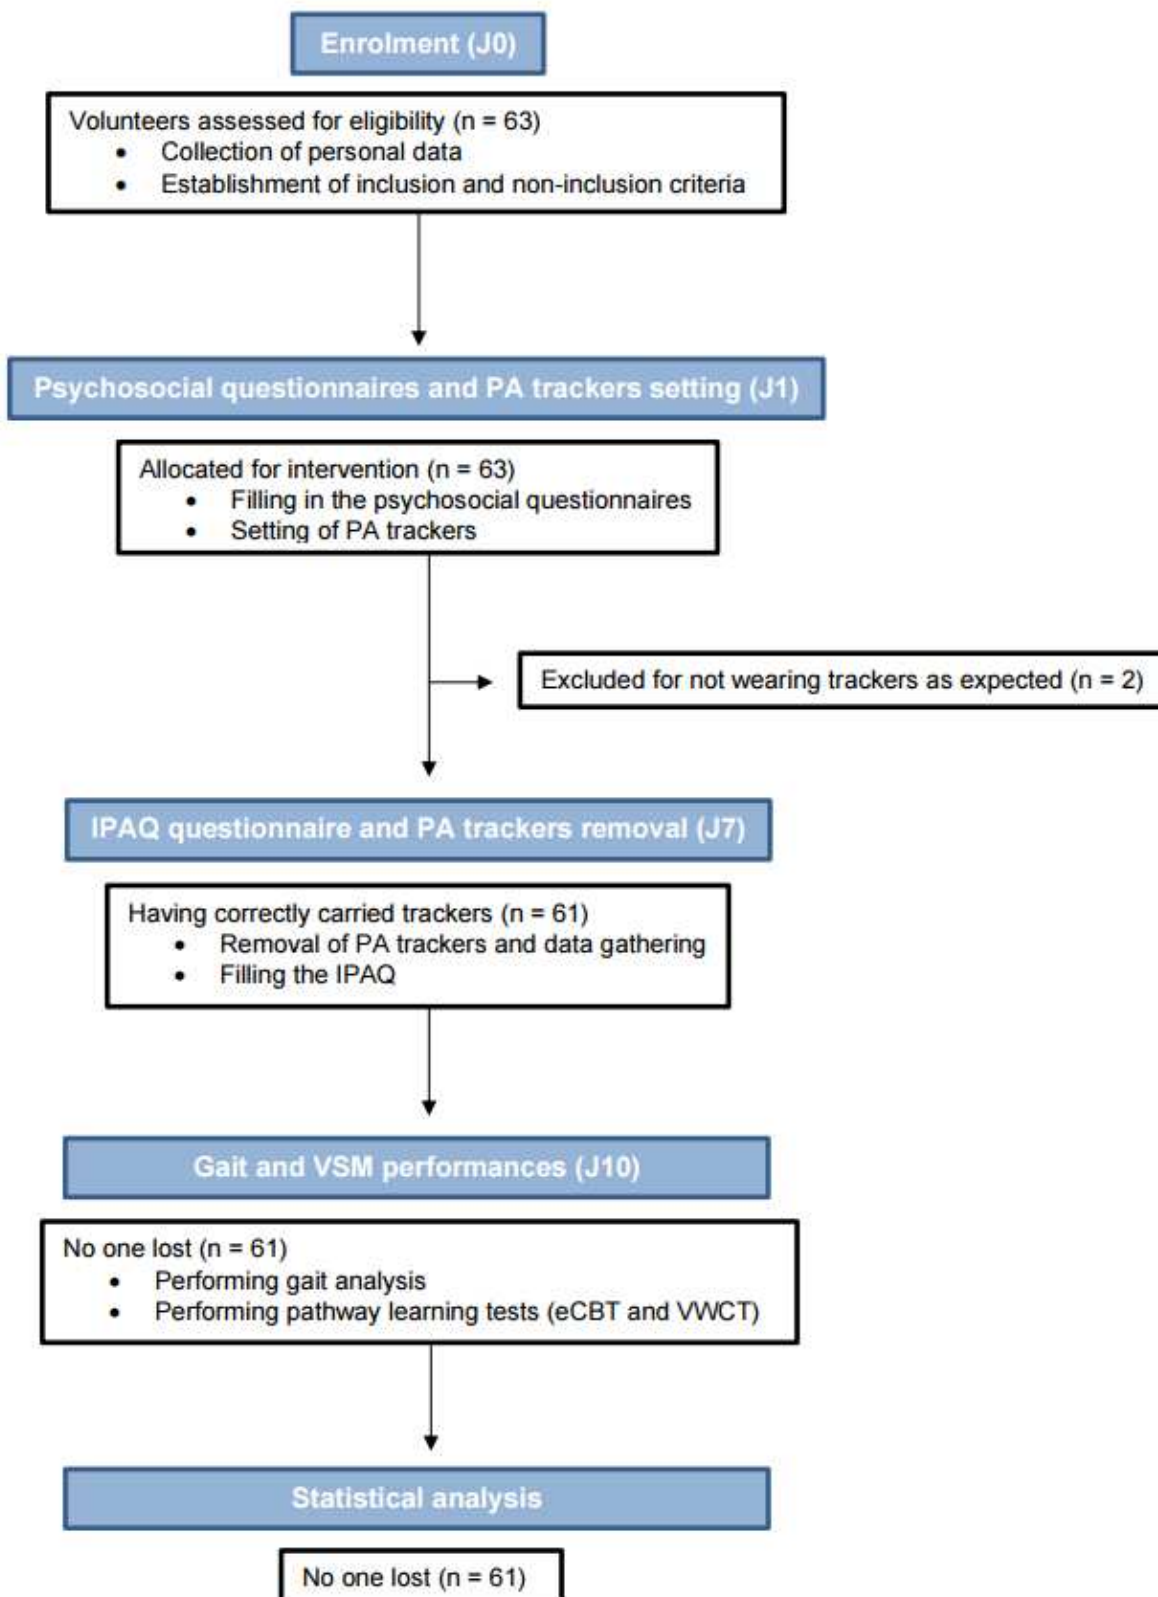 Enrolment (J0)
Volunteers assessed for eligibility (n = 63)
• Collection of personal data
• Establishment of inclusion and non-inclusion criteria
Psychosocial questionnaires and PA trackers setting (J1)
Allocated for intervention (n = 63)
• Filling in the psychosocial questionnaires
• Setting of PA trackers
Excluded for not wearing trackers as expected (n = 2)
IPAQ questionnaire and PA trackers removal (J7)
Having correctly carried trackers (n = 61)
• Removal of PA trackers and data gathering
• Filling the IPAQ
Gait and VSM performances (J10)
No one lost (n = 61)
• Performing gait analysis
• Performing pathway learning tests (eCBT and VWCT)
Statistical analysis
No one lost (n = 61)